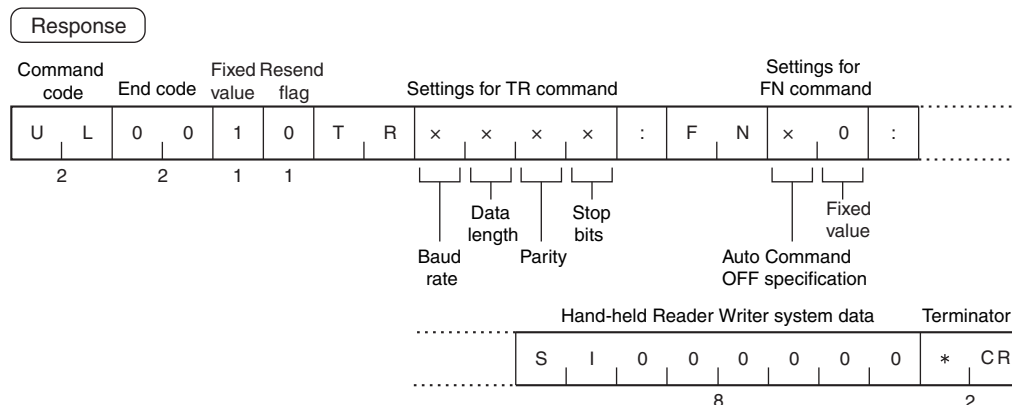 Response
Command code
End code
Fixed value
Resend flag
Settings for TR command
Settings for FN command
U L 0 0 1 0 T R × × × × : F N × 0 :
2 2 1 1
Baud rate
Data length
Parity
Stop bits
Auto Command OFF specification
Fixed value
Hand-held Reader Writer system data
Terminator
S I 0 0 0 0 0 0 * CR
8 2